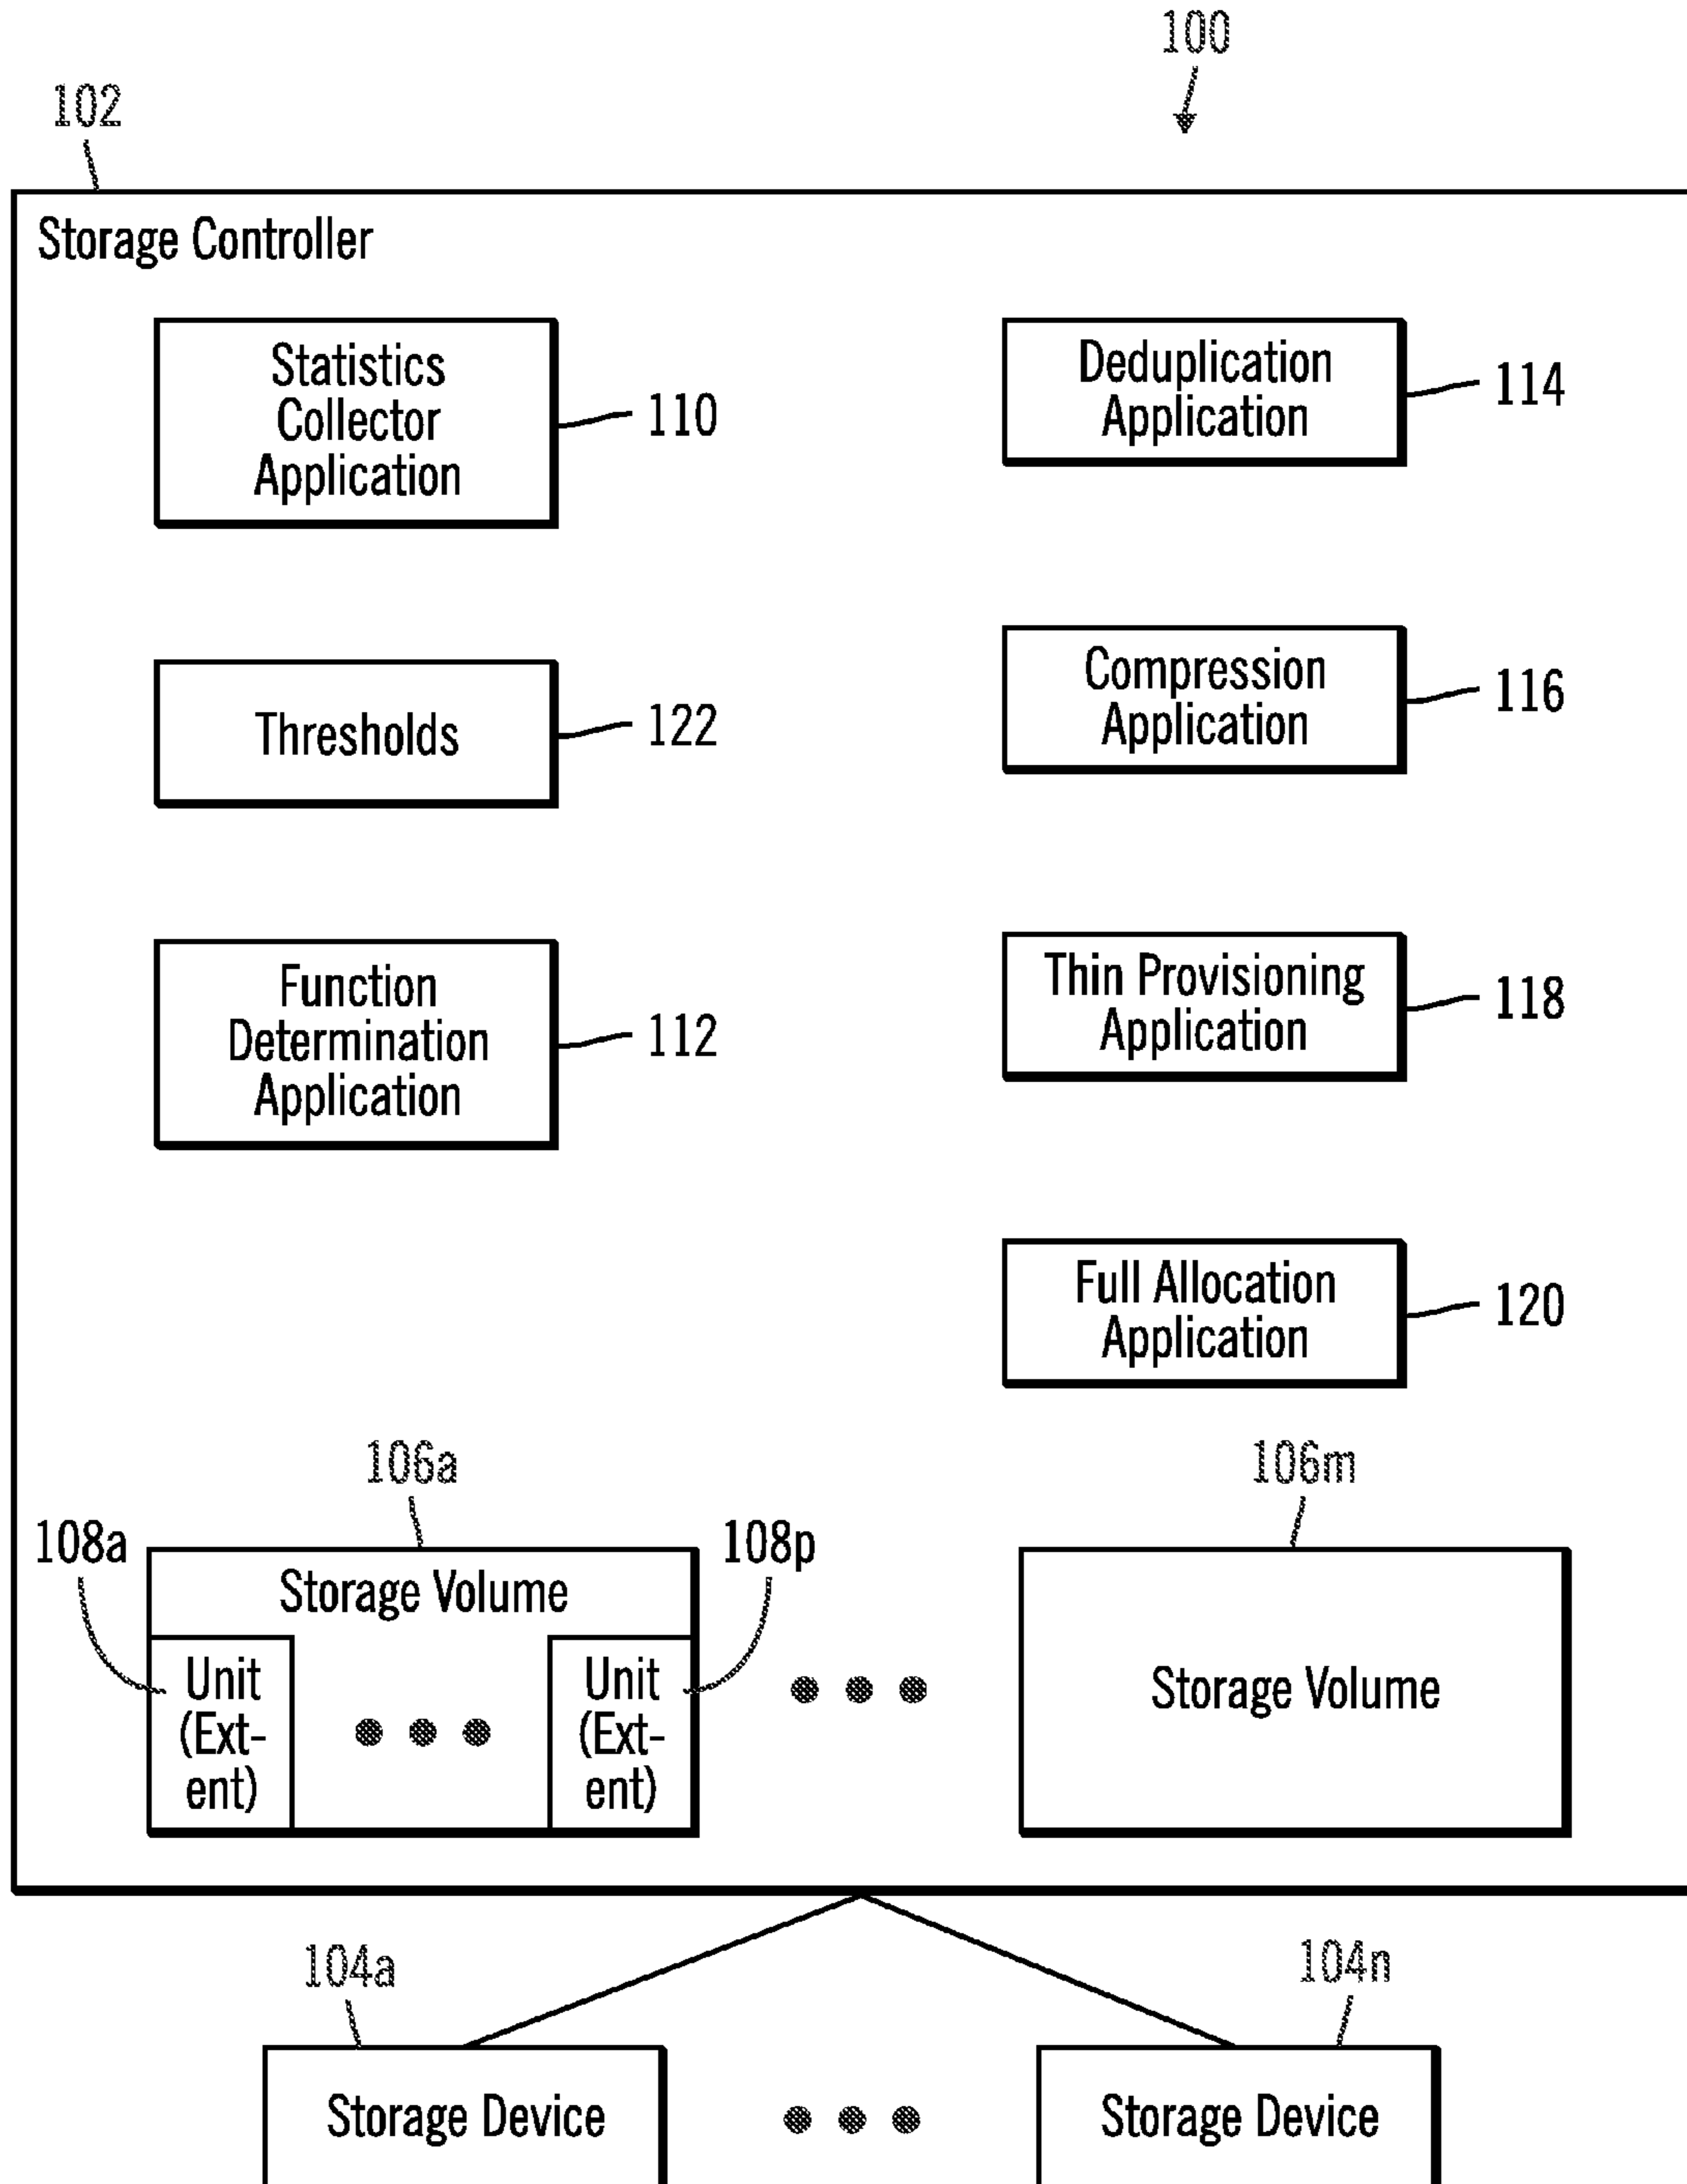 100
102
Storage Controller
Statistics
Collector
Application
110
Deduplication
Application
114
Thresholds
122
Compression
Application
116
Function
Determination
Application
112
Thin Provisioning
Application
118
Full Allocation
Application
120
106a
106m
108a
108p
Storage Volume
Unit
(Ext-
ent)
Unit
(Ext-
ent)
Storage Volume
104a
104n
Storage Device
Storage Device